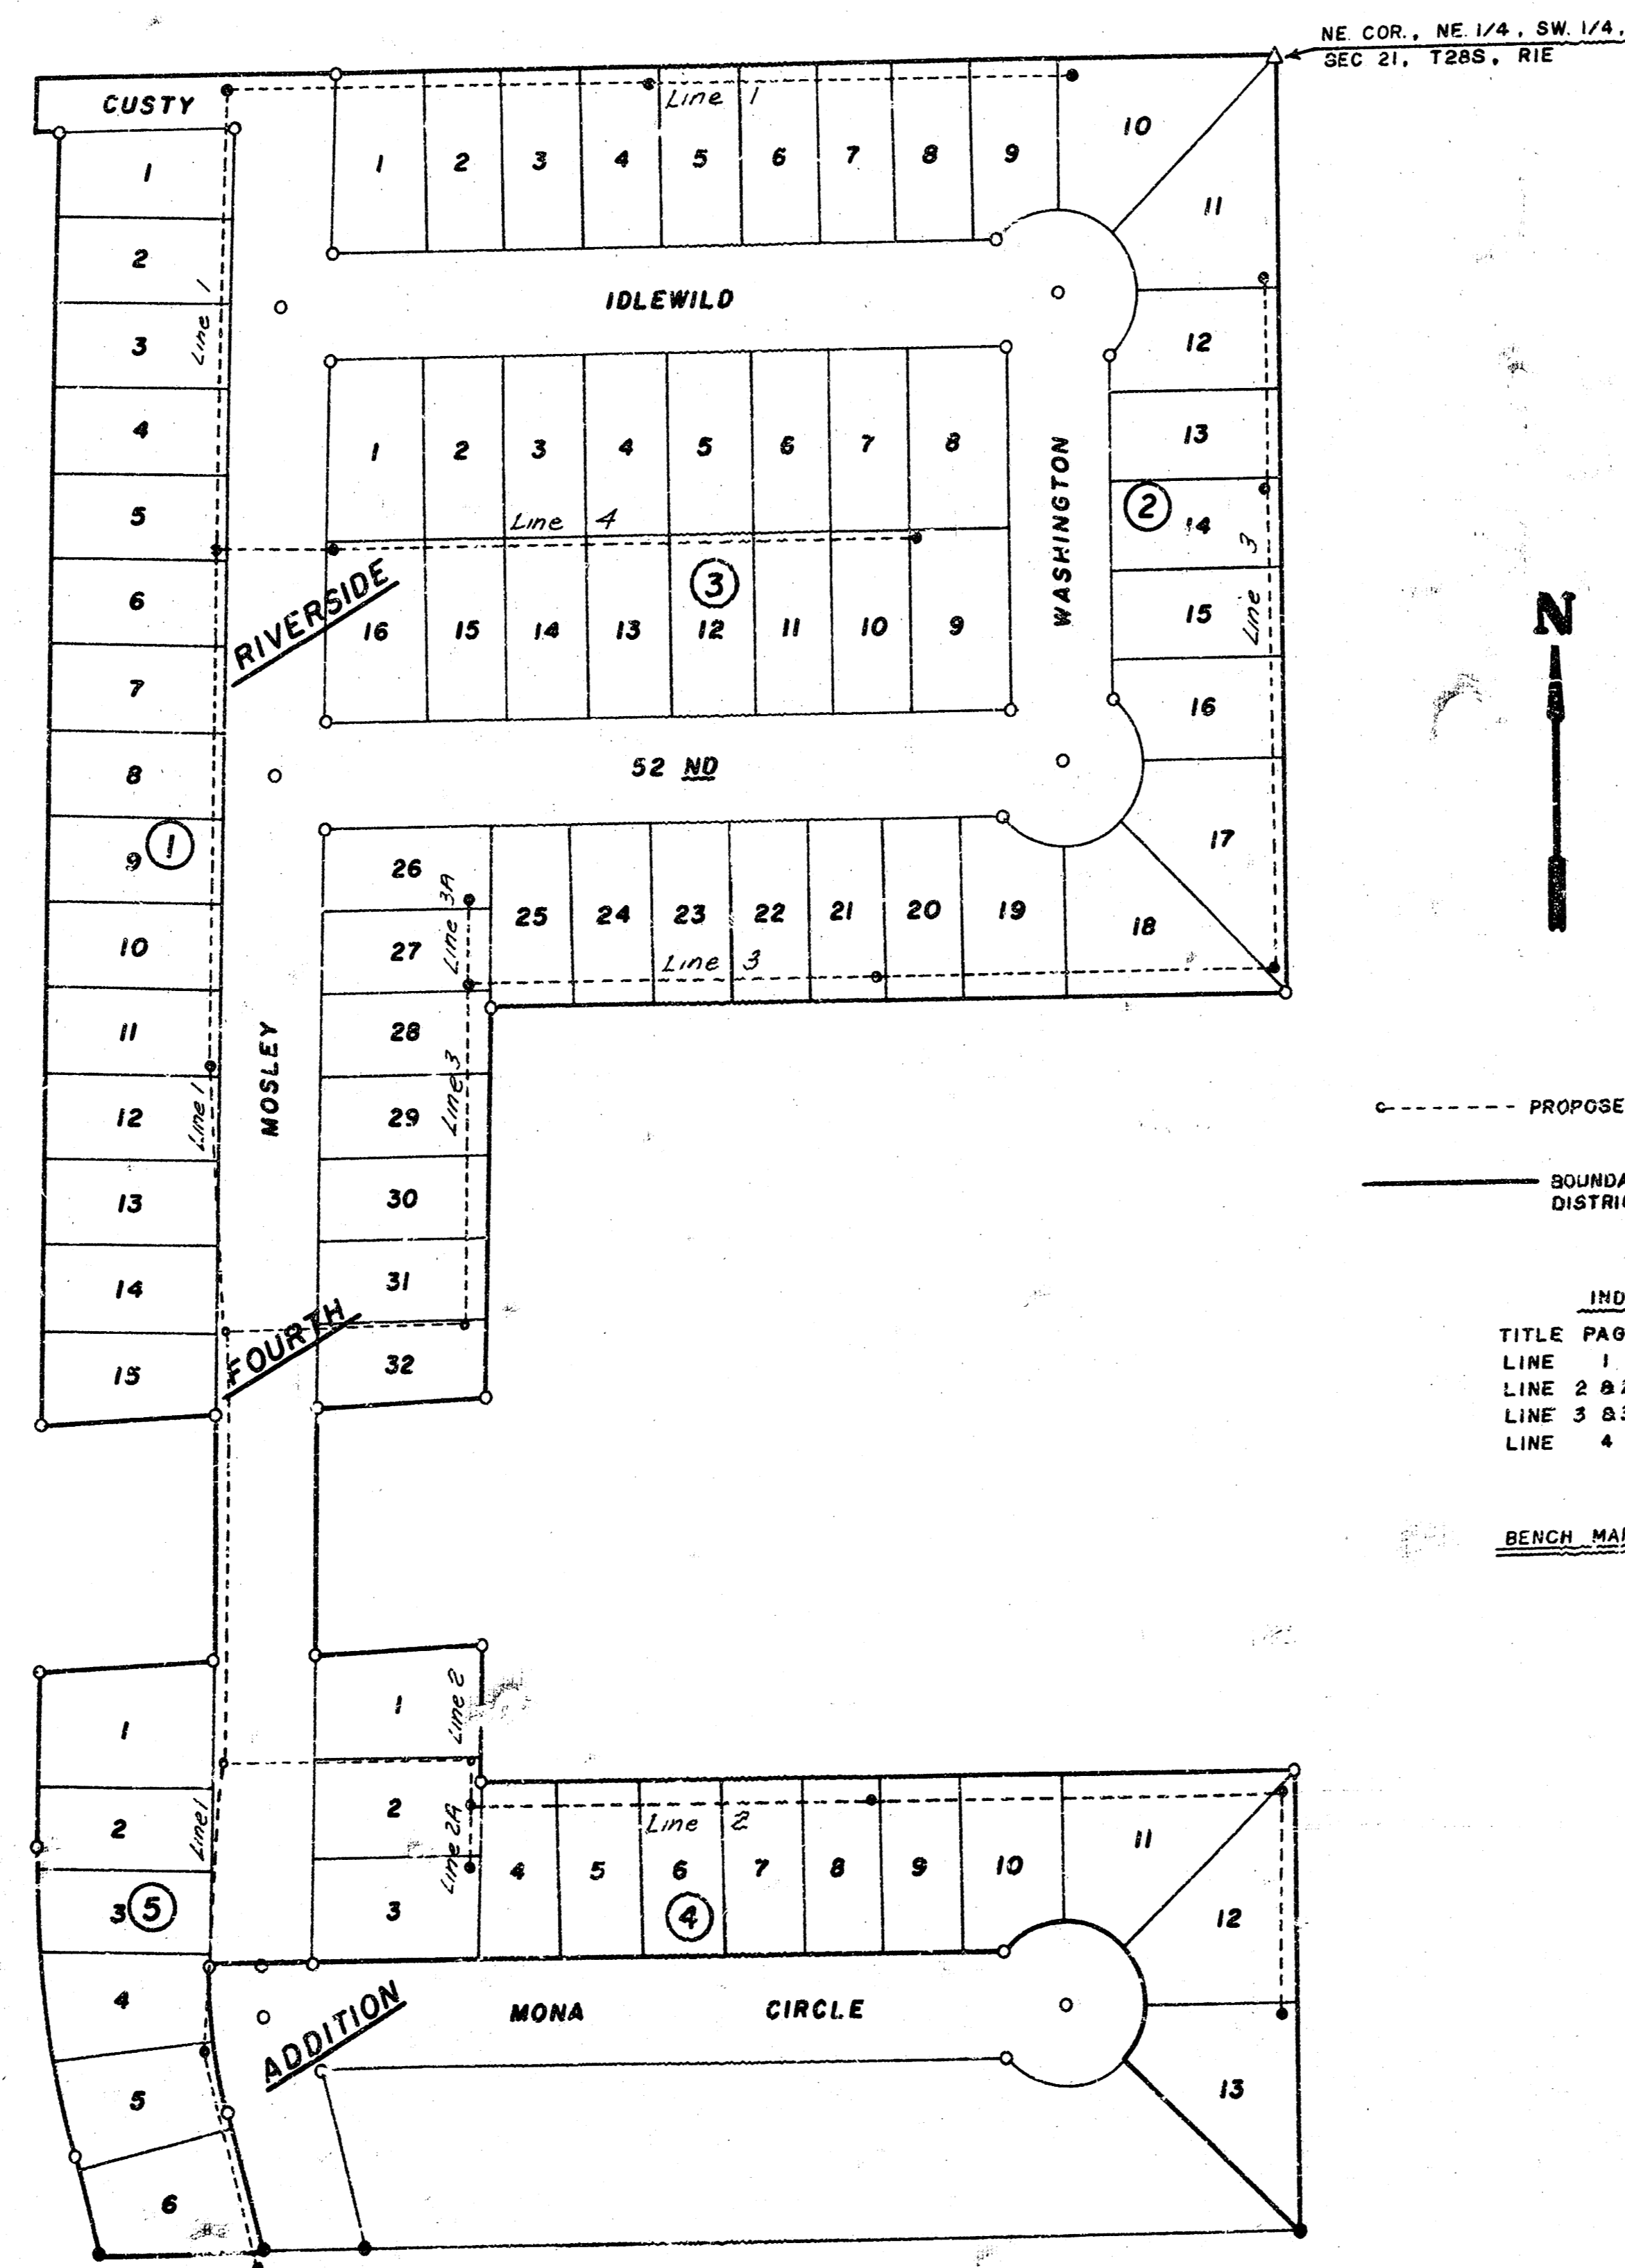 NE. COR., NE. 1/4, SW. 1/4,
SEC 21, T28S, R1E
CUSTY
Line 1
1 2 3 4 5 6 7 8 9 10
11
1
2
3
Line 1
4
5
6
7
8
9 1
10
11
12
Line 1
13
14
15
IDLEWILD
12
13
2
14
15
16
17
18
Line 3
WASHINGTON
1 2 3 4 5 6 7 8
Line 4
3
16 15 14 13 12 11 10 9
RIVERSIDE
N
52 ND
26
27
28
29
30
31
32
Line 3A
Line 3
25 24 23 22 21 20 19
Line 3
MOSLEY
FOURTH
PROPOSE
BOUNDA
DISTRI
IND
TITLE PAG
LINE 1
LINE 2 &
LINE 3 &
LINE 4
BENCH MA
1
2
3 5
4
5
6
Line 1
1
2
3
Line 2
Line 2A
Line 2
4 5 6 7 8 9 10 11
4
12
13
MONA CIRCLE
ADDITION